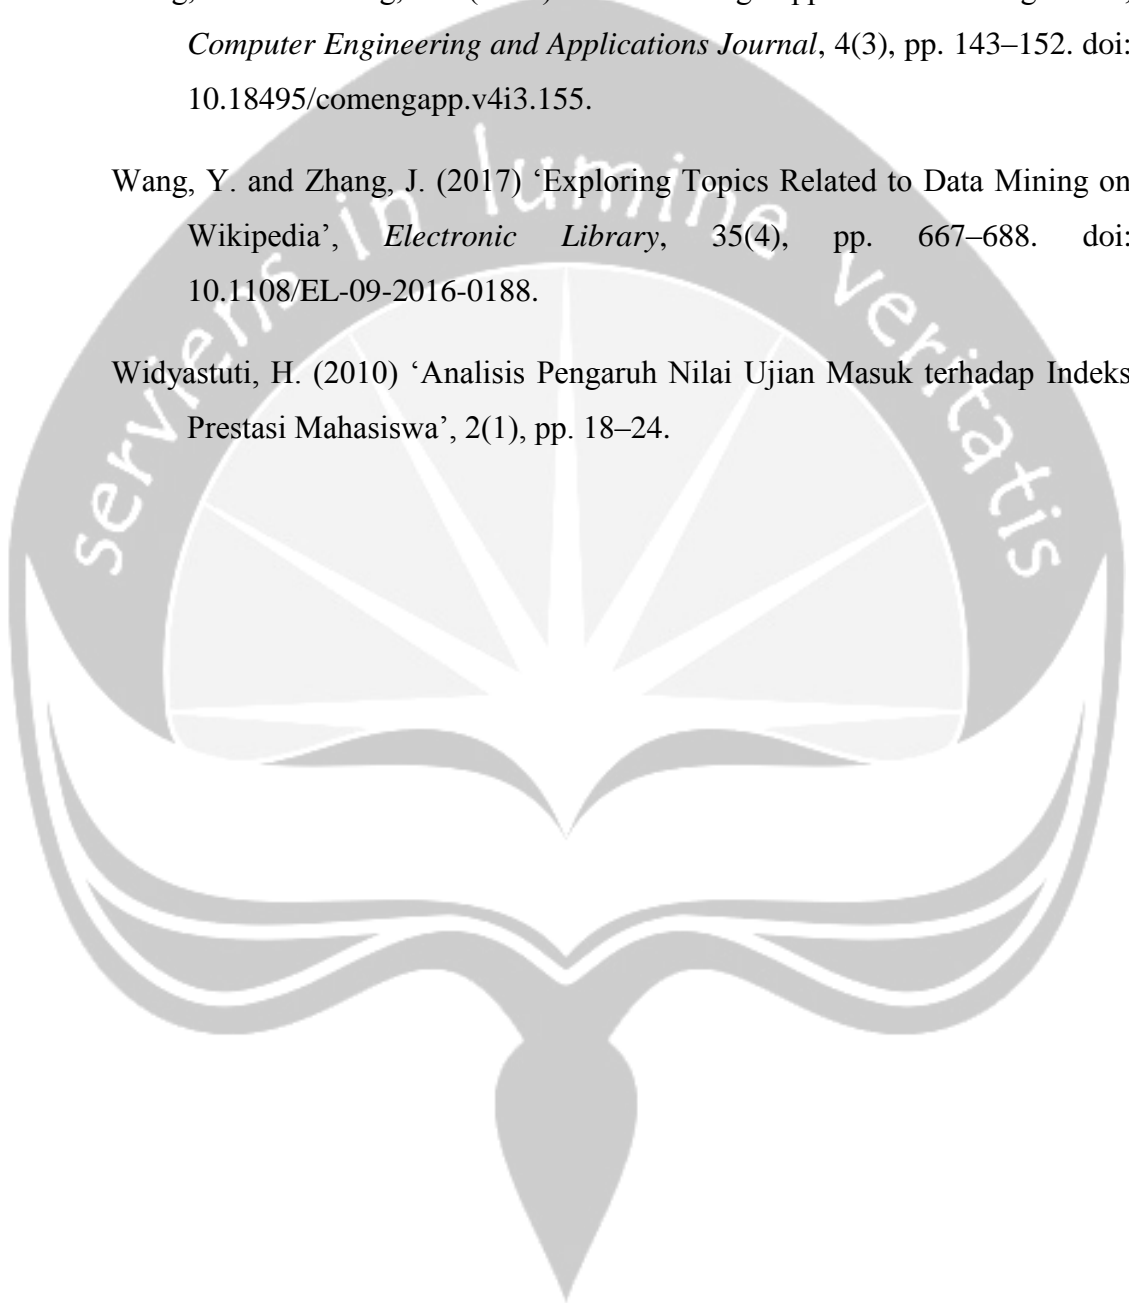 Computer Engineering and Applications Journal, 4(3), pp. 143–152. doi:
10.18495/comengapp.v4i3.155.
Wang, Y. and Zhang, J. (2017) ‘Exploring Topics Related to Data Mining on
Wikipedia’, Electronic Library, 35(4), pp. 667–688. doi:
10.1108/EL-09-2016-0188.
Widyastuti, H. (2010) ‘Analisis Pengaruh Nilai Ujian Masuk terhadap Indeks
Prestasi Mahasiswa’, 2(1), pp. 18–24.
serviens in lumine veritatis